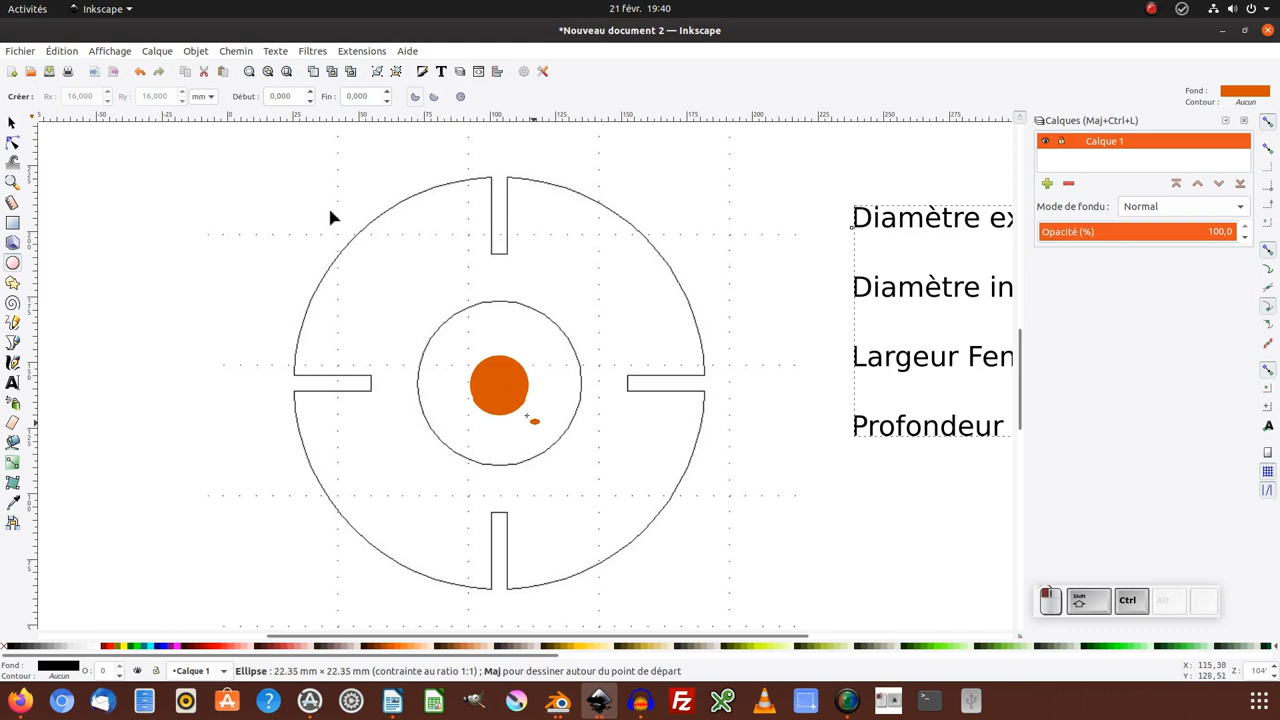 Activités
Inkscape
21 févr. 19:40
*Nouveau document 2 — Inkscape
Fichier Édition Affichage Calque Objet Chemin Texte Filtres Extensions Aide
Créer : Rx : 16,000 Ry : 16,000 mm Début : 0,000 Fin : 0,000
Fond :
Contour : Aucun
Calques (Maj+Ctrl+L)
Calque 1
Mode de fondu : Normal
Opacité (%) 100,0
Diamètre ex
Diamètre in
Largeur Fen
Profondeur
Shift Ctrl Alt
Fond :
Contour : Aucun
O : 0
•Calque 1
Ellipse : 22.35 mm × 22.35 mm (contrainte au ratio 1:1) ; Maj pour dessiner autour du point de départ
X : 115,30
Y : 128,51
Z : 104